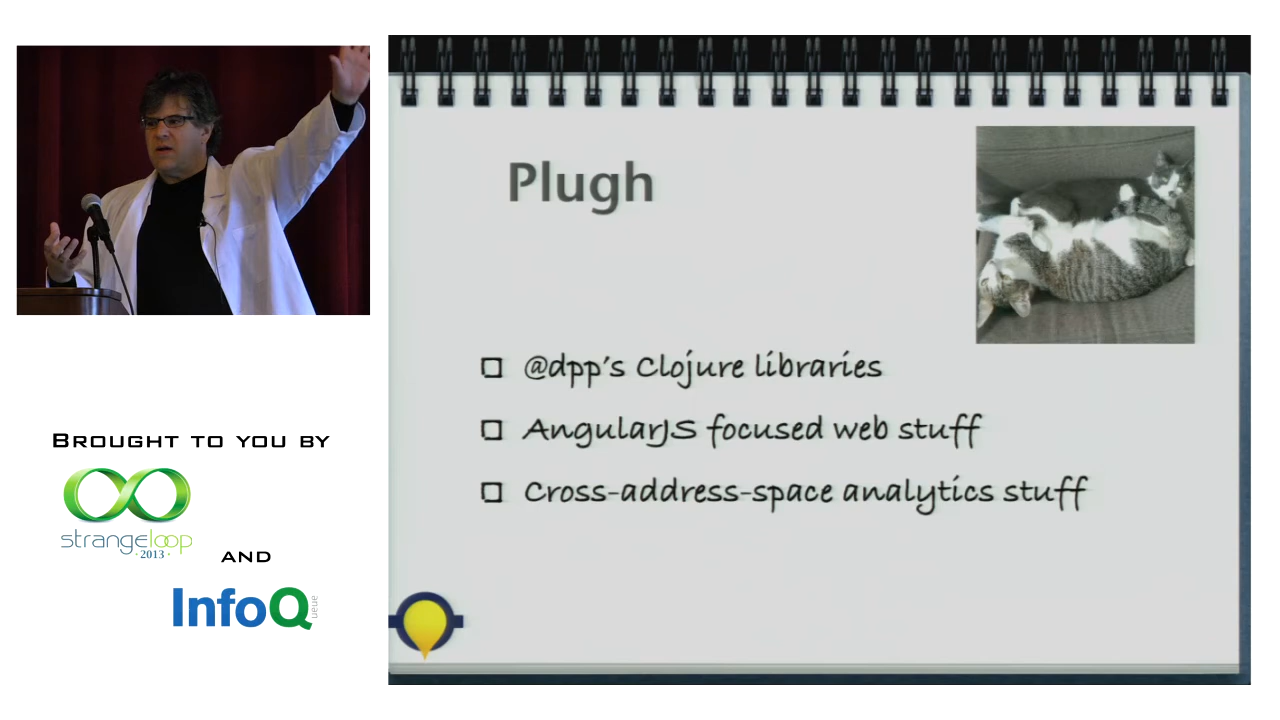 Plugh
@dpp's Clojure libraries
AngularJS focused web stuff
Cross-address-space analytics stuff
BROUGHT TO YOU BY
strangeloop
· 2013 ·
AND
InfoQ